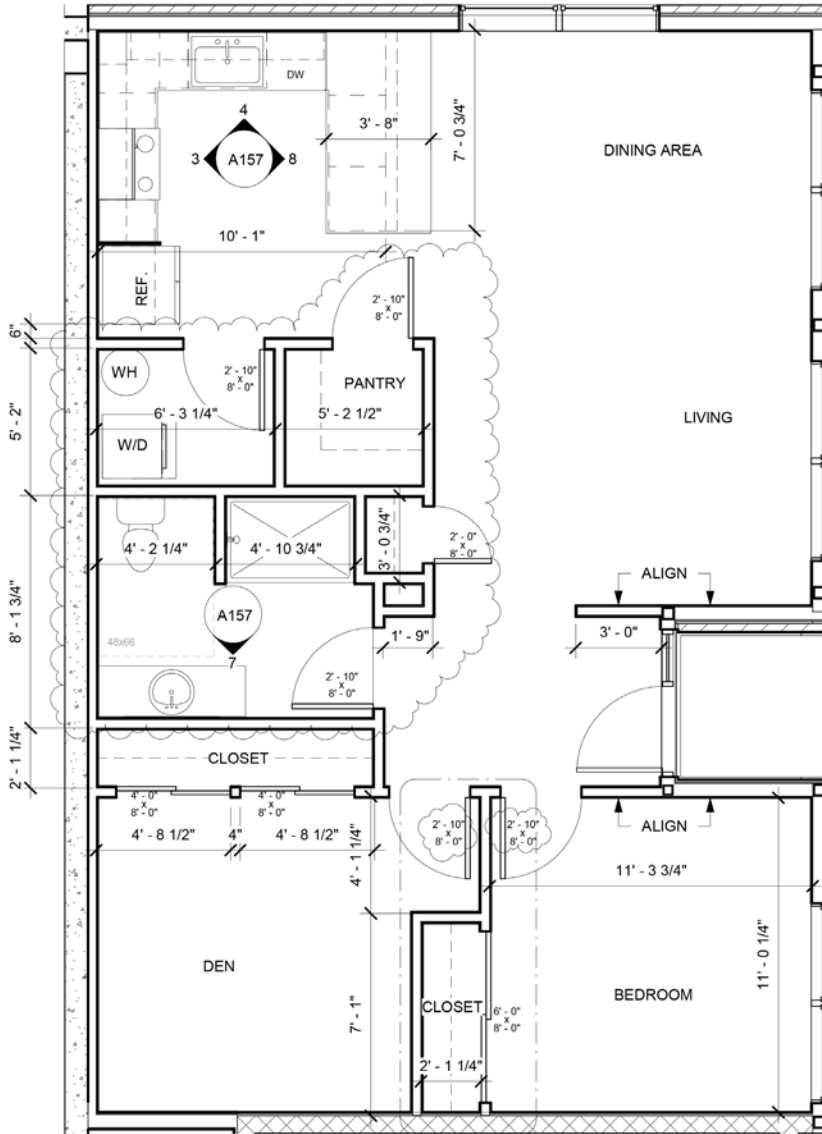 DW
4
3
A157
8
3' - 8"
7' - 0 3/4"
DINING AREA
10' - 1"
REF.
2' - 10"
x
8' - 0"
6"
WH
2' - 10"
x
8' - 0"
PANTRY
5' - 2"
6' - 3 1/4"
5' - 2 1/2"
LIVING
W/D
4' - 2 1/4"
4' - 10 3/4"
3' - 0 3/4"
2' - 0"
x
8' - 0"
ALIGN
8' - 1 3/4"
A157
7
48x66
1' - 9"
3' - 0"
2' - 10"
x
8' - 0"
2' - 1 1/4"
CLOSET
4' - 0"
x
8' - 0"
4' - 0"
x
8' - 0"
4' - 8 1/2"
4"
4' - 8 1/2"
4' - 1 1/4"
2' - 10"
x
8' - 0"
2' - 10"
x
8' - 0"
ALIGN
11' - 3 3/4"
DEN
7' - 1"
CLOSET
6' - 0"
x
8' - 0"
BEDROOM
11' - 0 1/4"
2' - 1 1/4"